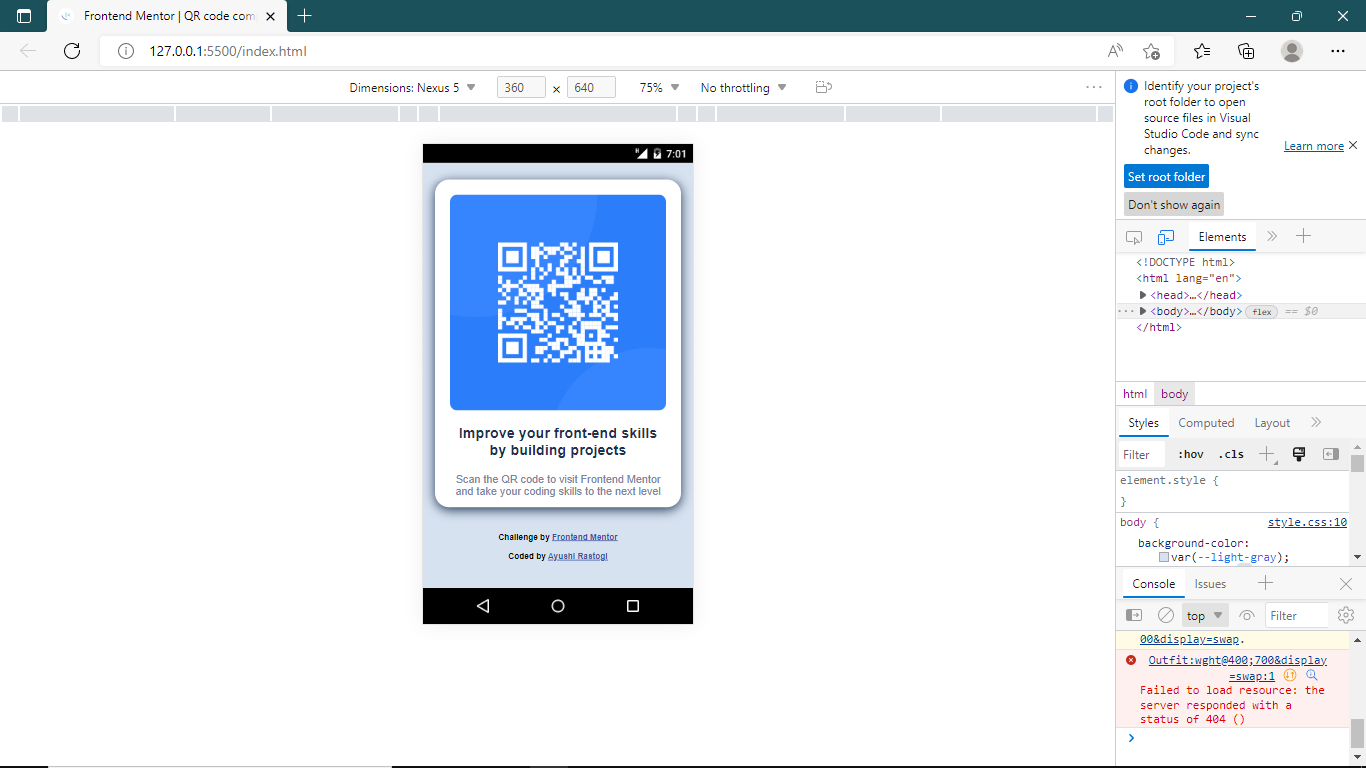 Frontend Mentor | QR code com
127.0.0.1:5500/index.html
Dimensions: Nexus 5 360 x 640 75% No throttling
7:01
Improve your front-end skills
by building projects
Scan the QR code to visit Frontend Mentor
and take your coding skills to the next level
Challenge by Frontend Mentor
Coded by Ayushi Rastogi
Identify your project's
root folder to open
source files in Visual
Studio Code and sync
changes.
Learn more
Set root folder
Don't show again
Elements
<!DOCTYPE html>
<html lang="en">
<head>…</head>
<body>…</body> flex == $0
</html>
html body
Styles Computed Layout
Filter :hov .cls
element.style {
}
body { style.css:10
background-color:
var(--light-gray);
Console Issues
top Filter
00&display=swap.
Outfit:wght@400;700&display
=swap:1
Failed to load resource: the
server responded with a
status of 404 ()